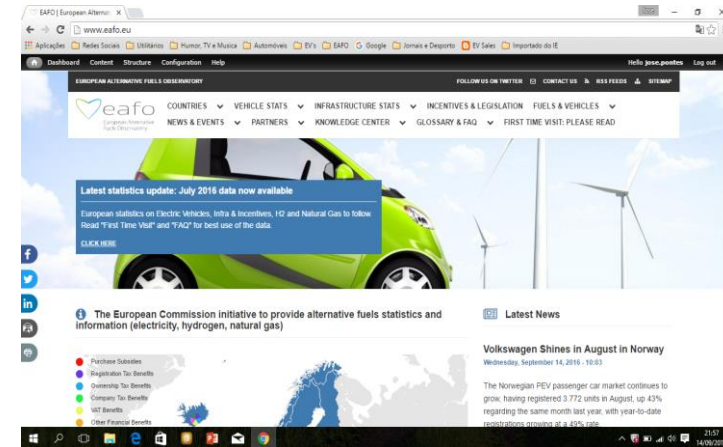 EAFO | European Alternat
www.eafo.eu
Aplicações Redes Sociais Utilitários Humor, TV e Musica Automóveis EV's EAFO Google Jornais e Desporto EV Sales Importado do IE
Dashboard Content Structure Configuration Help Hello jose.pontes Log out
EUROPEAN ALTERNATIVE FUELS OBSERVATORY FOLLOW US ON TWITTER CONTACT US RSS FEEDS SITEMAP
eafo
European Alternative
Fuels Observatory
COUNTRIES VEHICLE STATS INFRASTRUCTURE STATS INCENTIVES & LEGISLATION FUELS & VEHICLES
NEWS & EVENTS PARTNERS KNOWLEDGE CENTER GLOSSARY & FAQ FIRST TIME VISIT: PLEASE READ
Latest statistics update: July 2016 data now available
European statistics on Electric Vehicles, Infra & Incentives, H2 and Natural Gas to follow.
Read "First Time Visit" and "FAQ" for best use of the data.
CLICK HERE
The European Commission initiative to provide alternative fuels statistics and
information (electricity, hydrogen, natural gas)
Purchase Subsidies
Registration Tax Benefits
Ownership Tax Benefits
Company Tax Benefits
VAT Benefits
Other Financial Benefits
Latest News
Volkswagen Shines in August in Norway
Wednesday, September 14, 2016 - 10:03
The Norwegian PEV passenger car market continues to
grow, having registered 3.772 units in August, up 43%
regarding the same month last year, with year-to-date
registrations growing at a 49% rate.
21:57
14/09/20